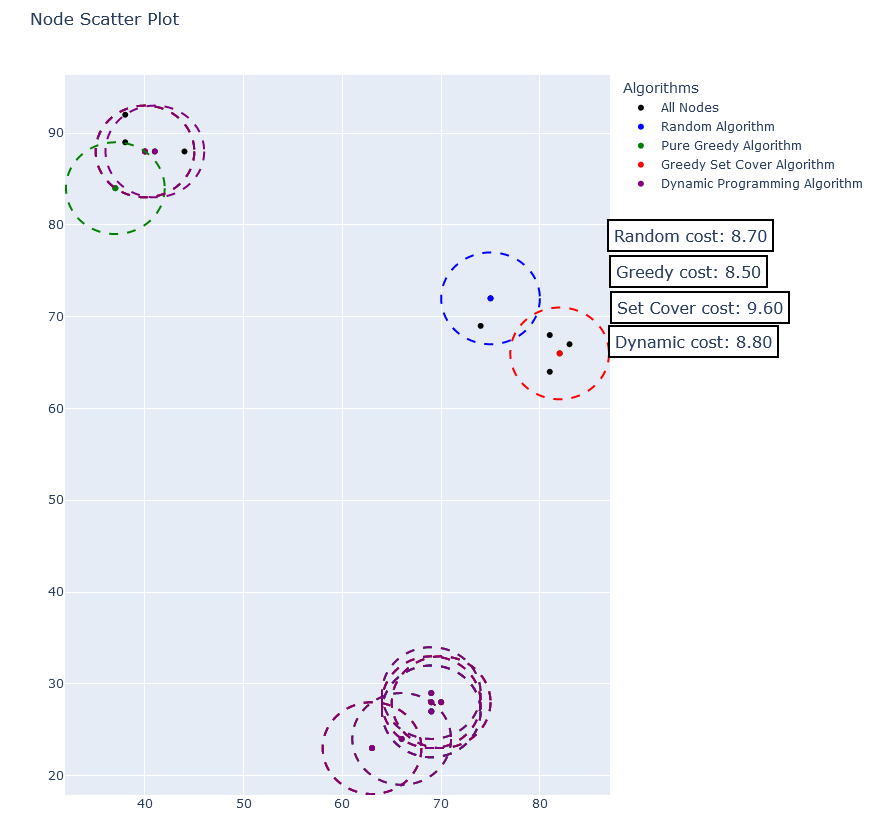 Node Scatter Plot
Algorithms
All Nodes
Random Algorithm
Pure Greedy Algorithm
Greedy Set Cover Algorithm
Dynamic Programming Algorithm
Random cost: 8.70
Greedy cost: 8.50
Set Cover cost: 9.60
Dynamic cost: 8.80
90
80
70
60
50
40
30
20
40
50
60
70
80